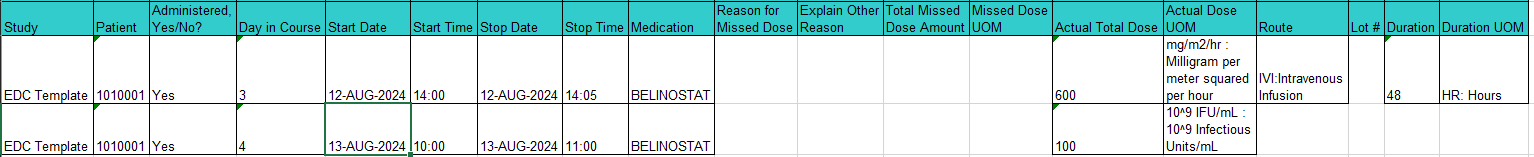 Study Patient Administered, Yes/No? Day in Course Start Date Start Time Stop Date Stop Time Medication Reason for Missed Dose Explain Other Reason Total Missed Dose Amount Missed Dose UOM Actual Total Dose Actual Dose UOM Route Lot # Duration Duration UOM
EDC Template 1010001 Yes 3 12-AUG-2024 14:00 12-AUG-2024 14:05 BELINOSTAT 600 mg/m2/hr : Milligram per meter squared per hour IVI:Intravenous Infusion 48 HR: Hours
EDC Template 1010001 Yes 4 13-AUG-2024 10:00 13-AUG-2024 11:00 BELINOSTAT 100 10^9 IFU/mL : 10^9 Infectious Units/mL